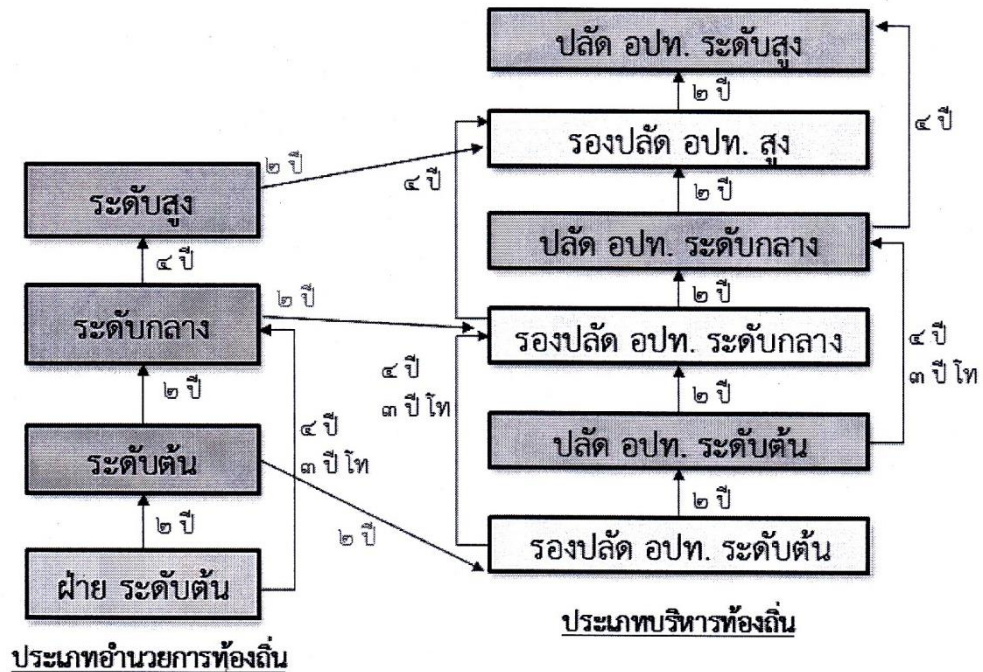 ปลัด อปท. ระดับสูง
๒ ปี
๔ ปี
รองปลัด อปท. สูง
๒ ปี
๔ ปี
ระดับสูง
๒ ปี
ปลัด อปท. ระดับกลาง
๔ ปี
๒ ปี
๒ ปี
ระดับกลาง
รองปลัด อปท. ระดับกลาง
๔ ปี
๓ ปี โท
๔ ปี
๓ ปี โท
๒ ปี
๒ ปี
ปลัด อปท. ระดับต้น
๔ ปี
๓ ปี โท
ระดับต้น
๒ ปี
๒ ปี
๒ ปี
รองปลัด อปท. ระดับต้น
ฝ่าย ระดับต้น
ประเภทบริหารท้องถิ่น
ประเภทอำนวยการท้องถิ่น